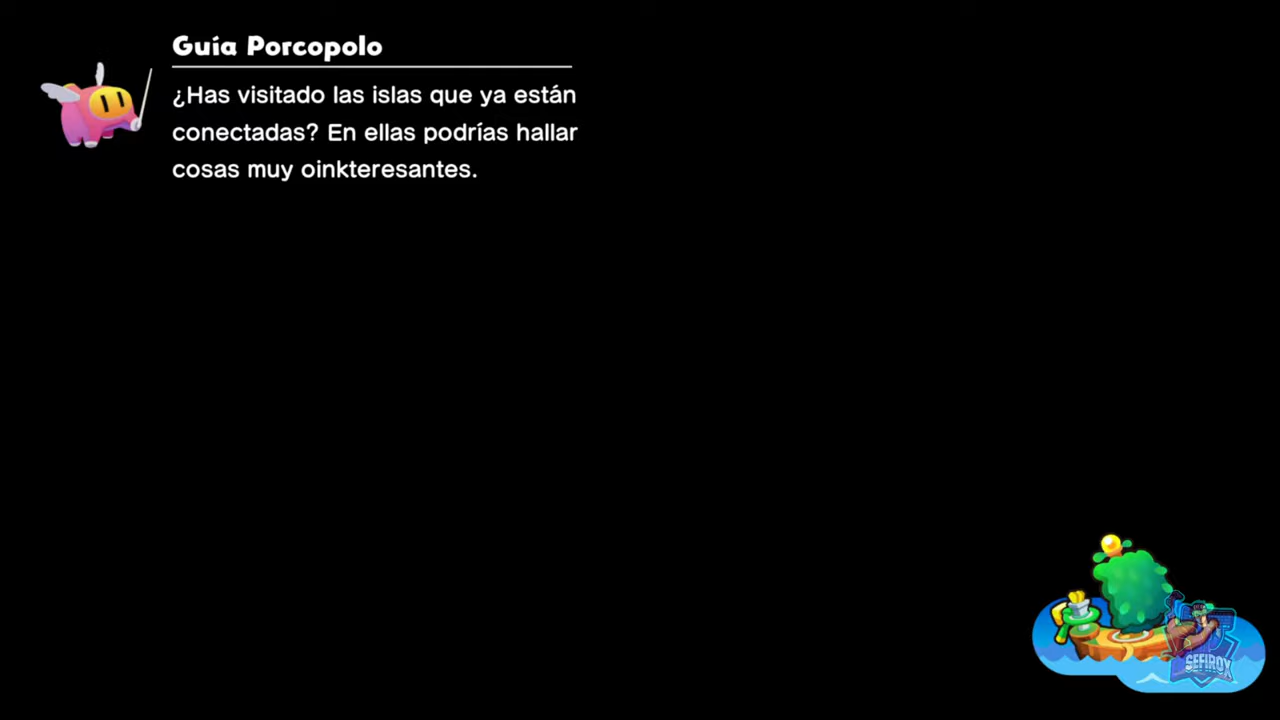 Guía Porcopolo
¿Has visitado las islas que ya están
conectadas? En ellas podrías hallar
cosas muy oinkteresantes.
SEFIROX